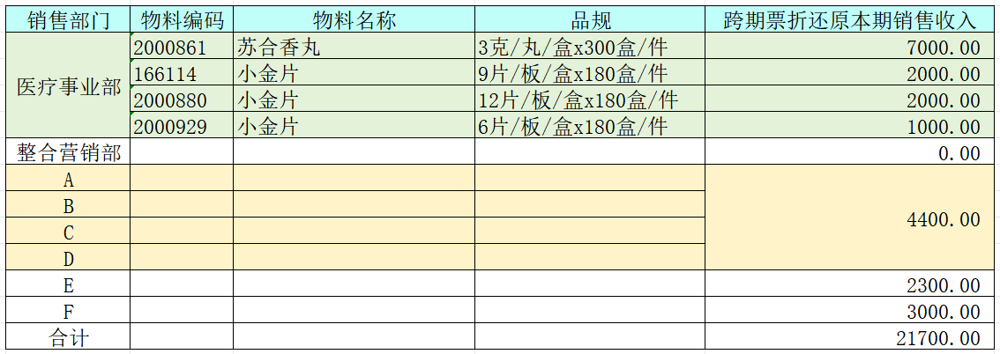 销售部门 物料编码 物料名称 品规 跨期票折还原本期销售收入
医疗事业部 2000861 苏合香丸 3克/丸/盒x300盒/件 7000.00
166114 小金片 9片/板/盒x180盒/件 2000.00
2000880 小金片 12片/板/盒x180盒/件 2000.00
2000929 小金片 6片/板/盒x180盒/件 1000.00
整合营销部 0.00
A 4400.00
B
C
D
E 2300.00
F 3000.00
合计 21700.00